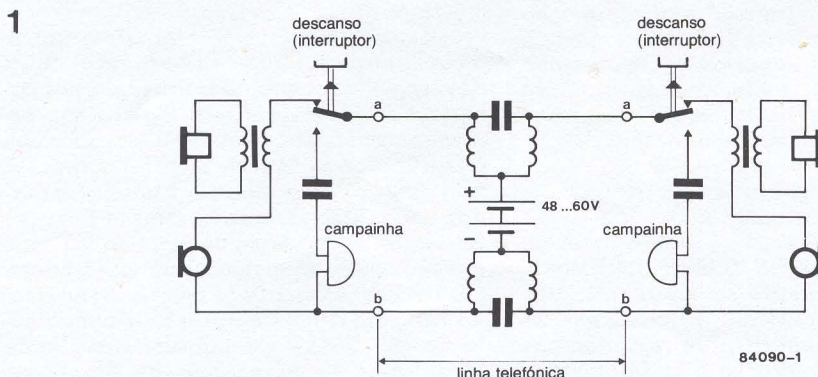 1
descanso
(interruptor)
descanso
(interruptor)
a
a
+
48 ...60V
−
campainha
campainha
b
b
84090-1
linha telefónica